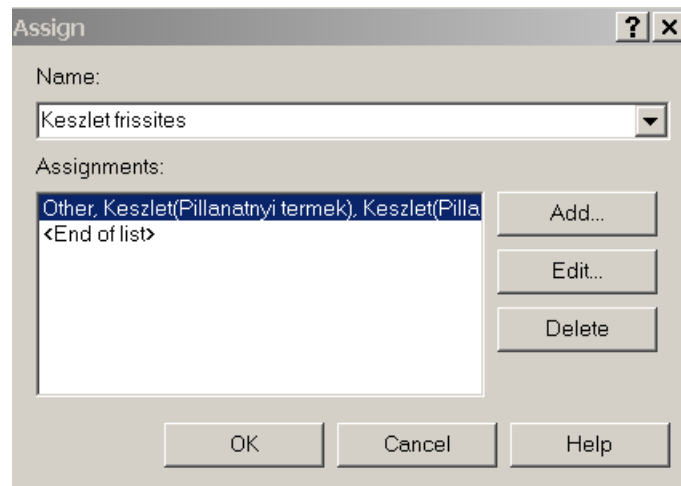 Assign
Name:
Keszlet frissites
Assignments:
Other, Keszlet(Pillanatnyi termek), Keszlet(Pilla
<End of list>
Add...
Edit...
Delete
OK
Cancel
Help